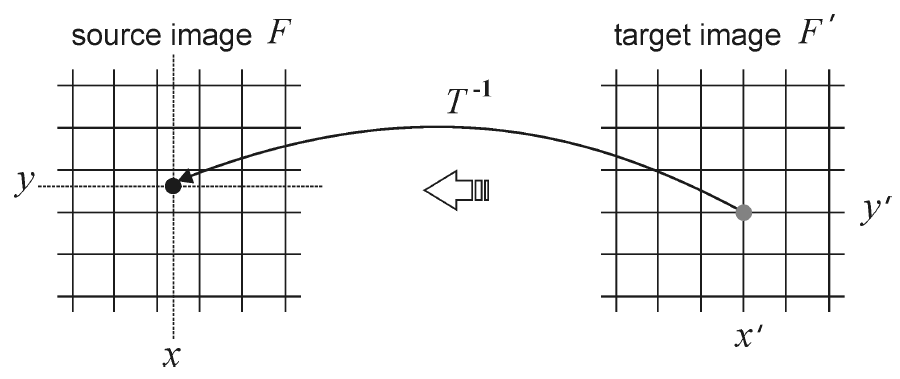 source image F
target image F′
T⁻¹
y
y′
x′
x